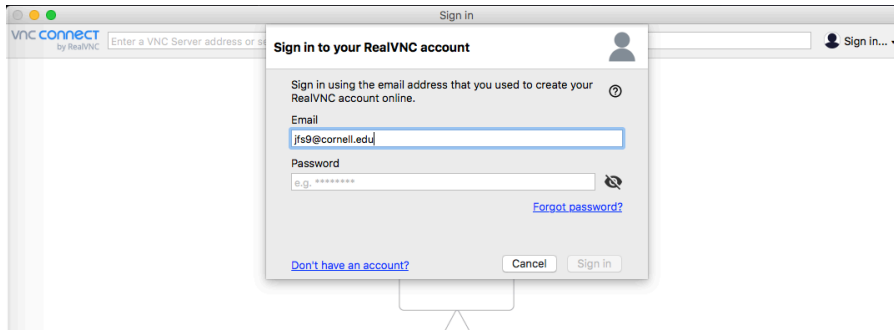 Sign in
vnc connect
by RealVNC
Enter a VNC Server address or se
Sign in...
Sign in to your RealVNC account
Sign in using the email address that you used to create your
RealVNC account online.
Email
jfs9@cornell.edu
Password
e.g. ********
Forgot password?
Don't have an account?
Cancel
Sign in